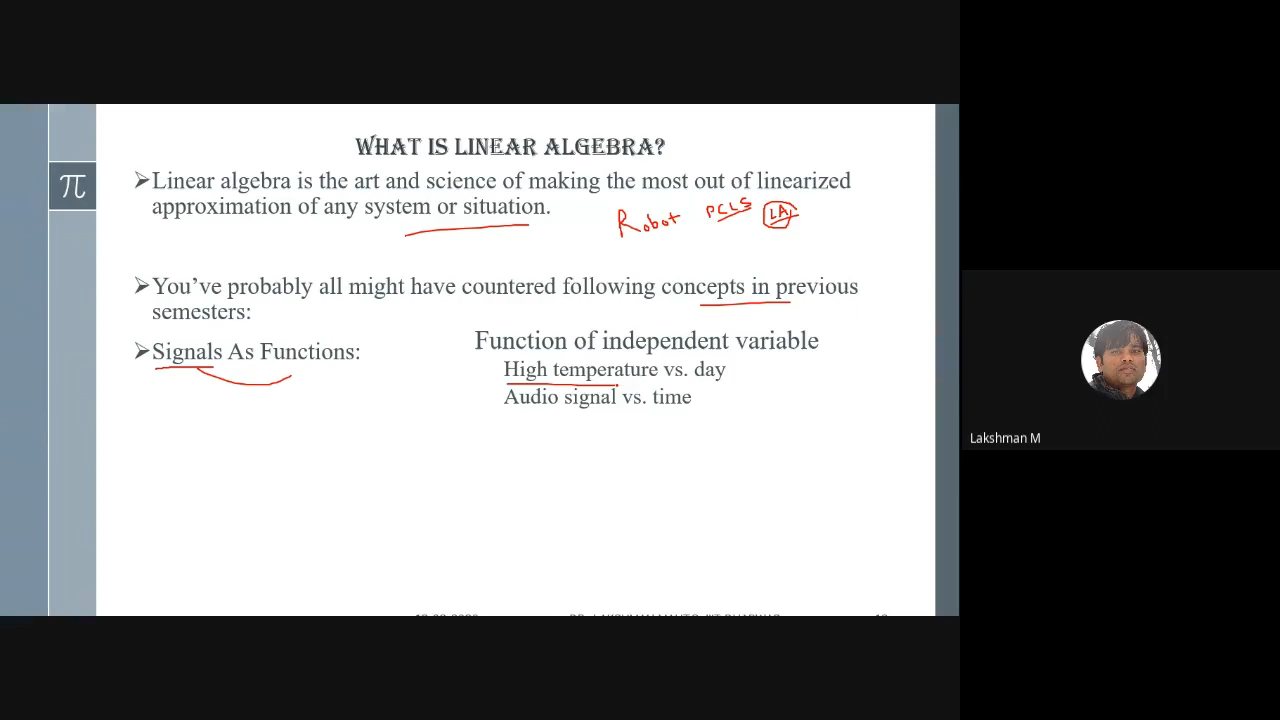 WHAT IS LINEAR ALGEBRA?
π
➢Linear algebra is the art and science of making the most out of linearized
approximation of any system or situation.
Robot PCLS LA
➢You’ve probably all might have countered following concepts in previous
semesters:
➢Signals As Functions:
Function of independent variable
High temperature vs. day
Audio signal vs. time
Lakshman M